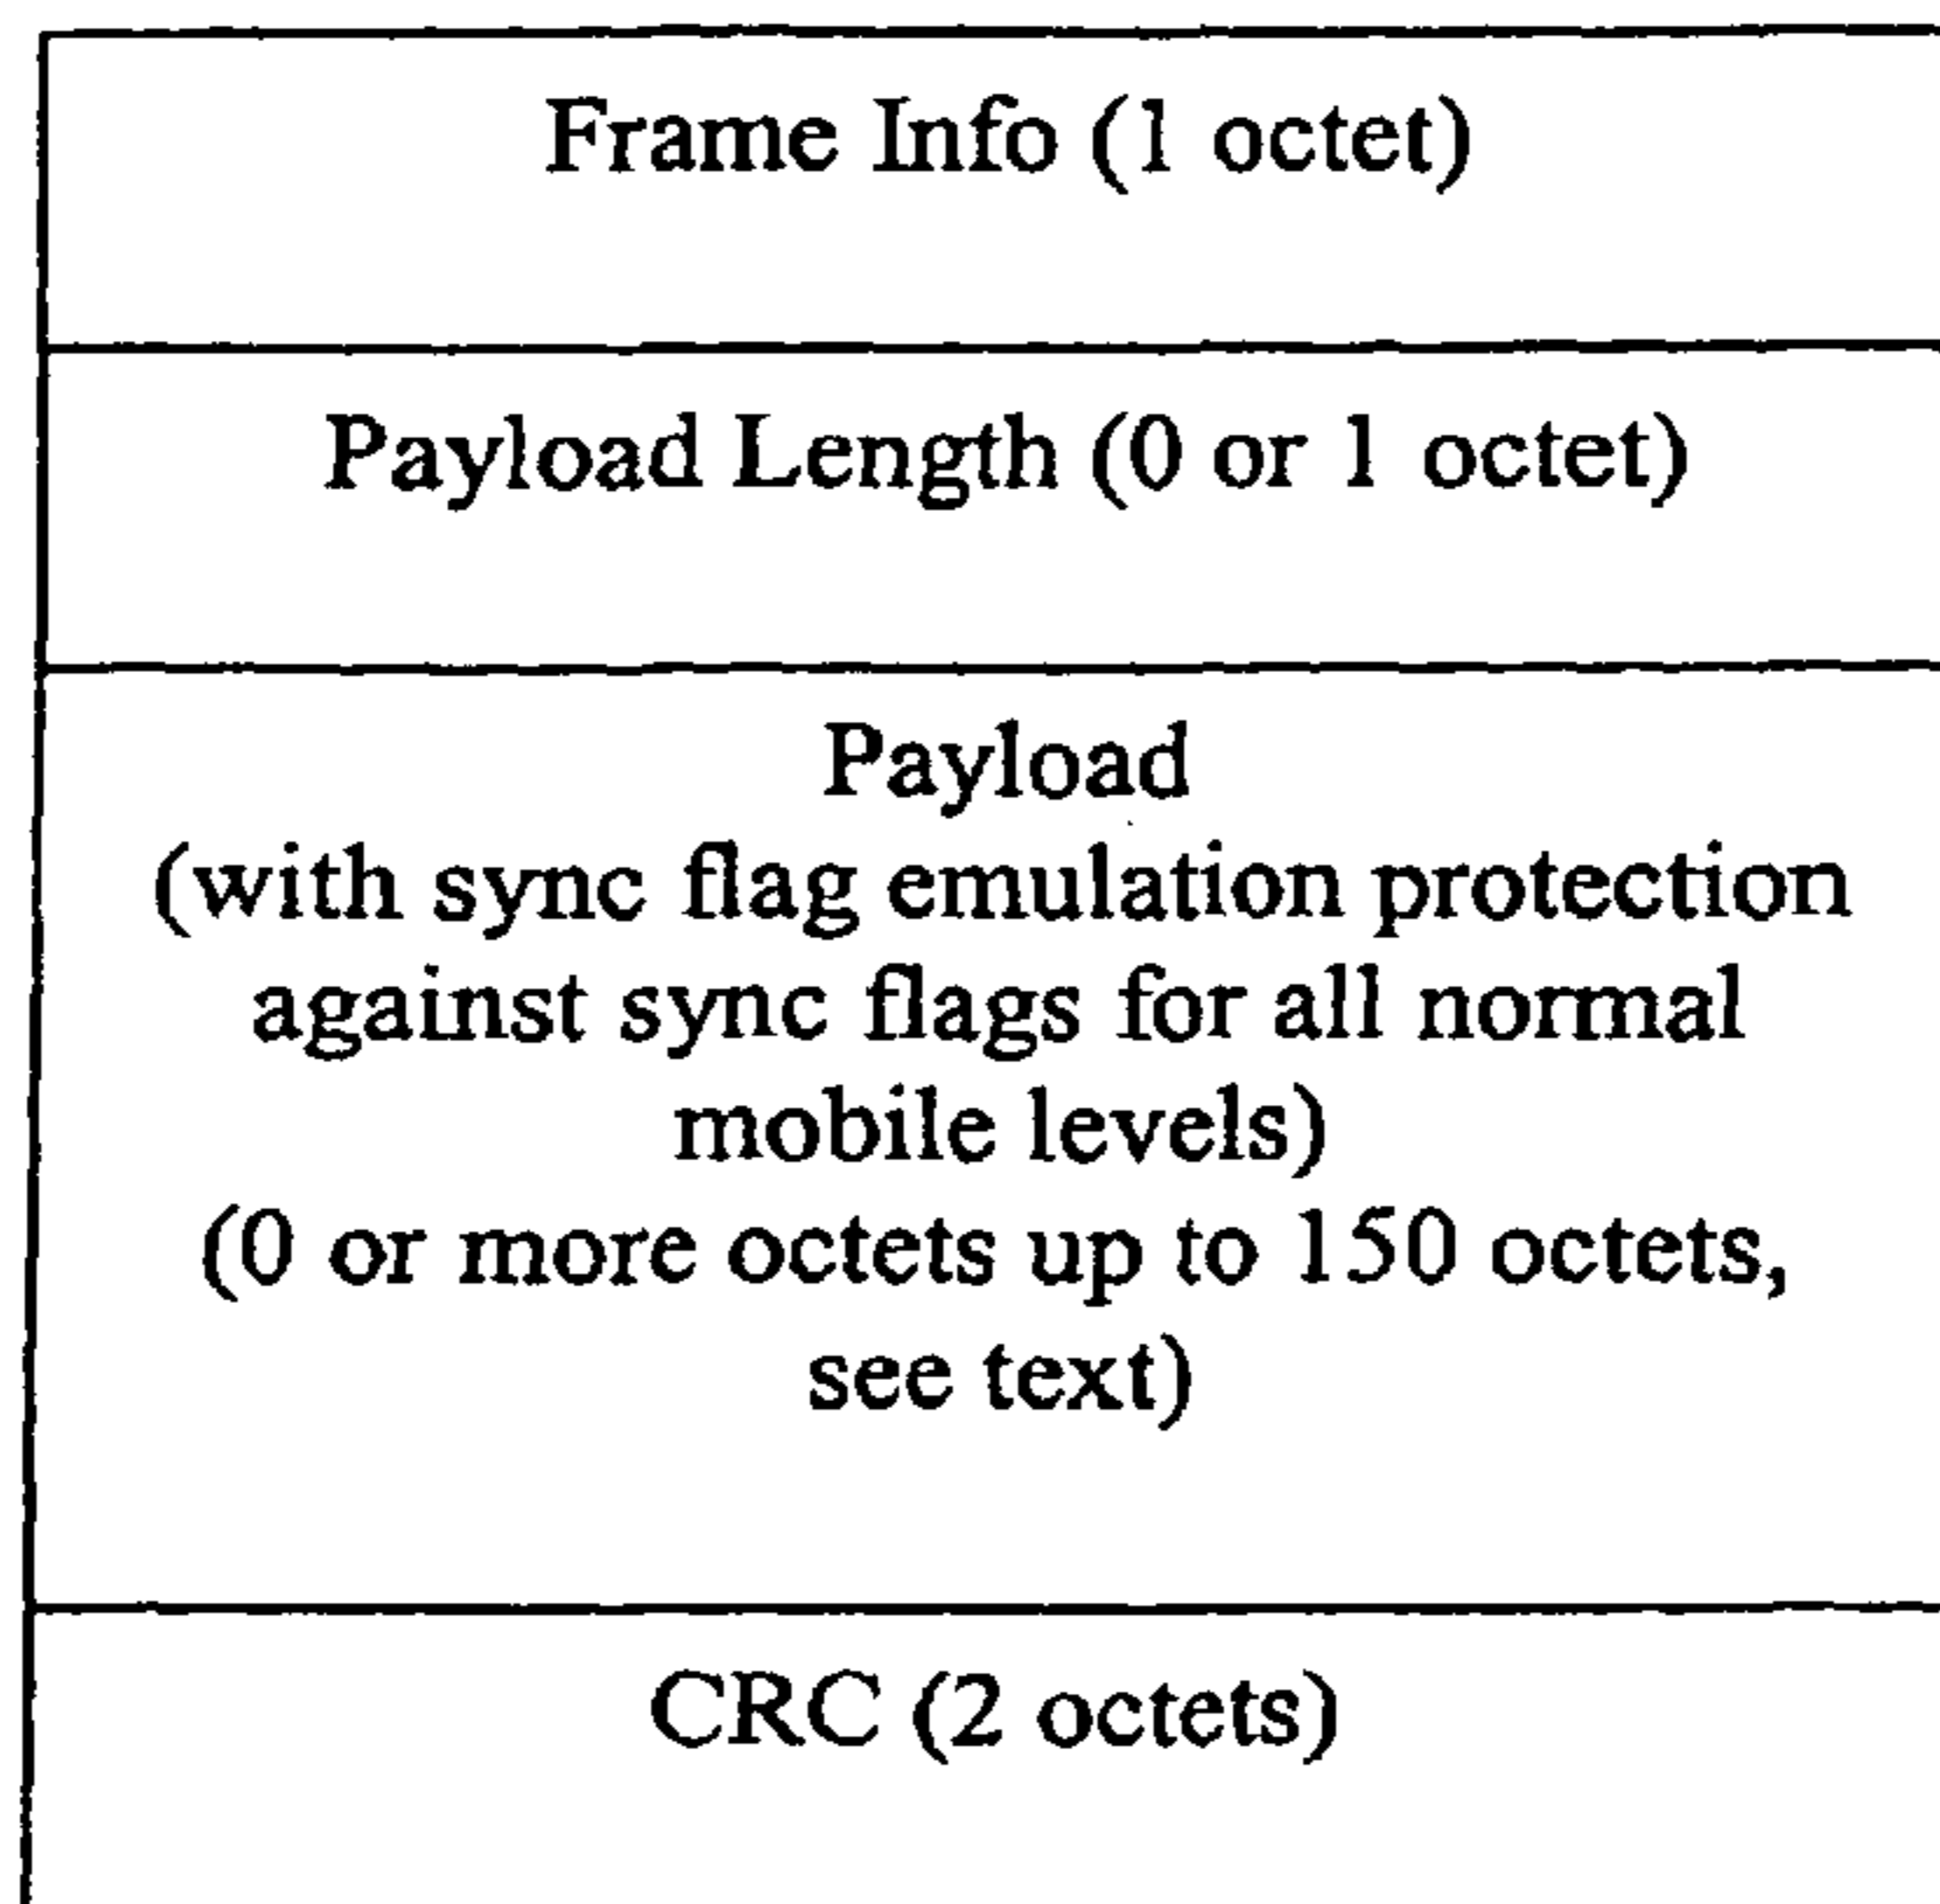 Frame Info (1 octet)
Payload Length (0 or 1 octet)
Payload
(with sync flag emulation protection
against sync flags for all normal
mobile levels)
(0 or more octets up to 150 octets,
see text)
CRC (2 octets)